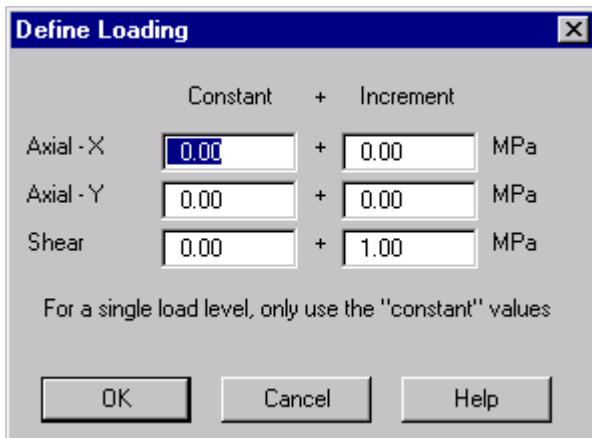 Define Loading
Constant + Increment
Axial - X 0.00 + 0.00 MPa
Axial - Y 0.00 + 0.00 MPa
Shear 0.00 + 1.00 MPa
For a single load level, only use the "constant" values
OK Cancel Help